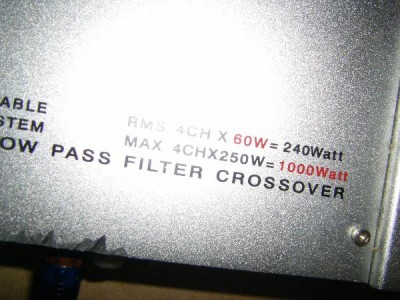 ABLE
RMS 4CH X 60W = 240Watt
STEM
MAX 4CHX250W= 1000Watt
OW PASS FILTER CROSSOVER